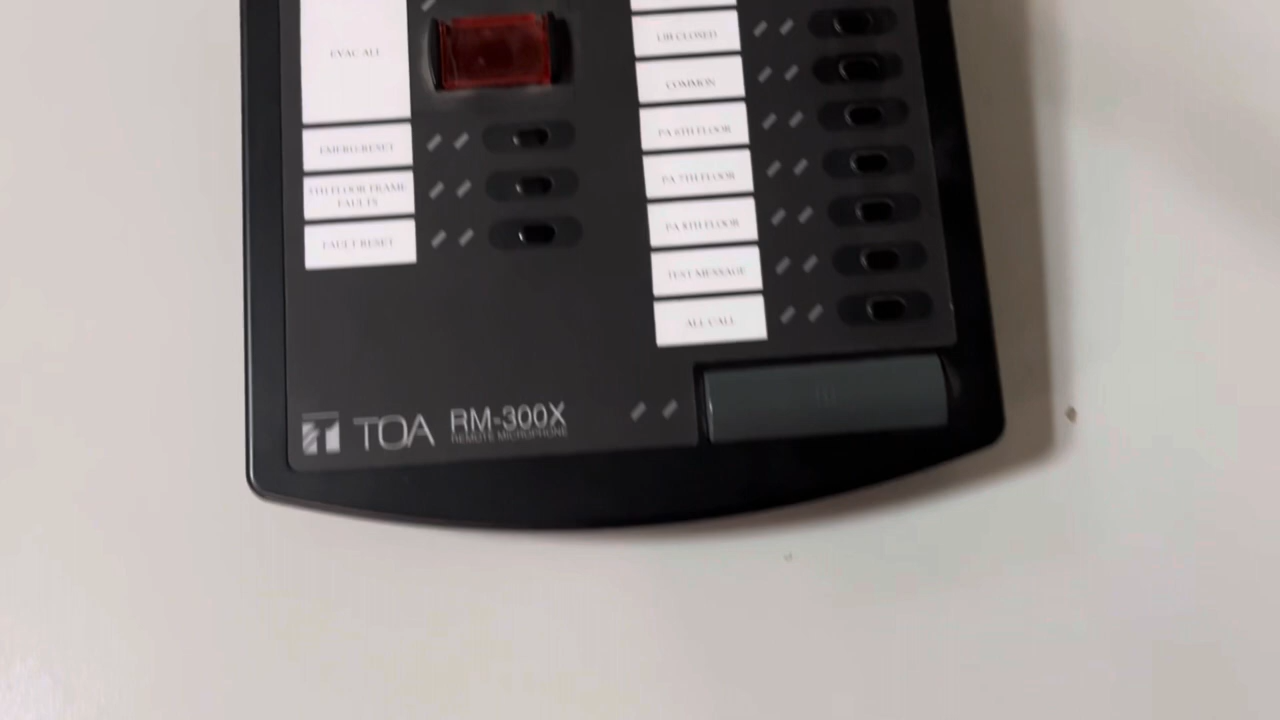 EVAC ALL
EMERG RESET
5TH FLOOR FRAME
FAULTS
FAULT RESET
LIB CLOSED
COMMON
PA 6TH FLOOR
PA 7TH FLOOR
PA 8TH FLOOR
TEST MESSAGE
ALL CALL
TOA RM-300X
REMOTE MICROPHONE